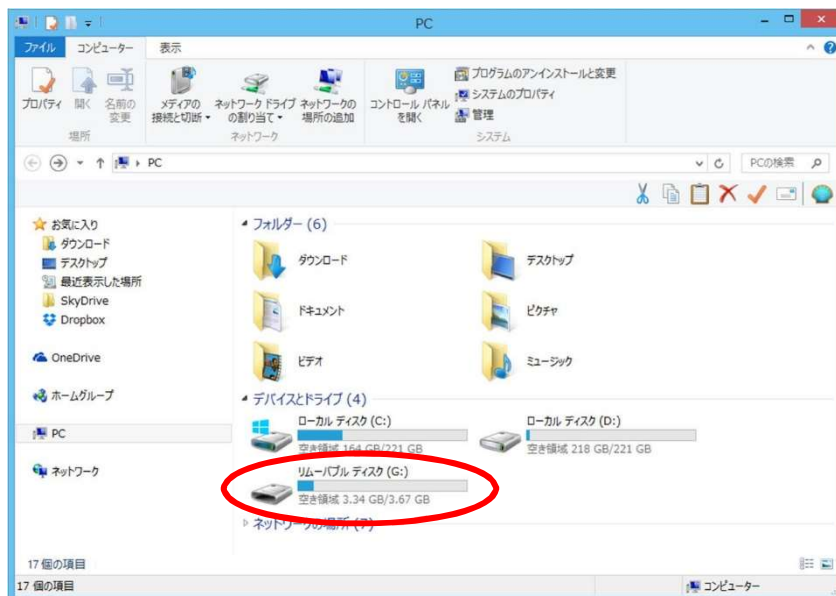 PC
ファイル コンピューター 表示
プロパティ 開く 名前の変更 メディアの接続と切断 ネットワーク ドライブの割り当て ネットワークの場所の追加 コントロール パネルを開く
プログラムのアンインストールと変更
システムのプロパティ
管理
場所 ネットワーク システム
PC PCの検索
お気に入り
ダウンロード
デスクトップ
最近表示した場所
SkyDrive
Dropbox
OneDrive
ホームグループ
PC
ネットワーク
フォルダー (6)
ダウンロード デスクトップ
ドキュメント ピクチャ
ビデオ ミュージック
デバイスとドライブ (4)
ローカル ディスク (C:) ローカル ディスク (D:)
空き領域 164 GB/221 GB 空き領域 218 GB/221 GB
リムーバブル ディスク (G:)
空き領域 3.34 GB/3.67 GB
ネットワークの場所 (7)
17 個の項目
17 個の項目 コンピューター